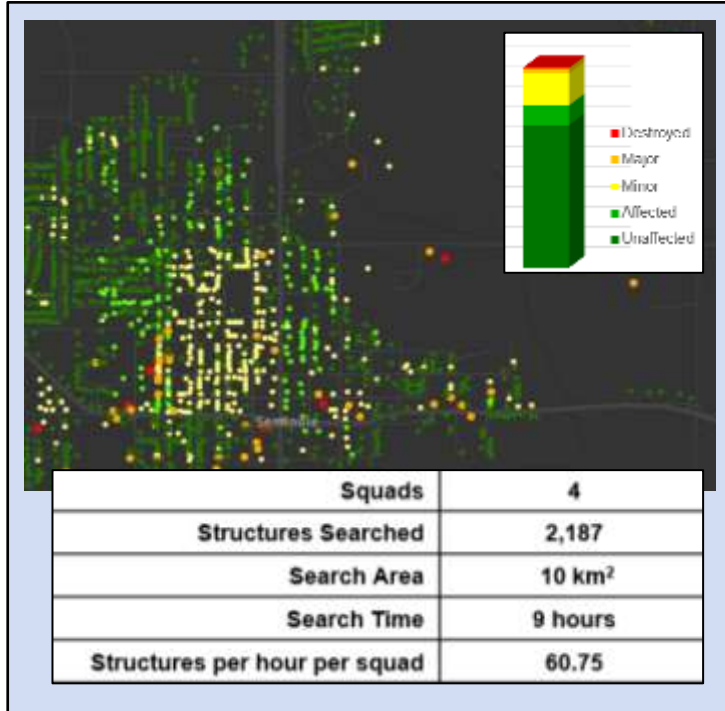 Destroyed
Major
Minor
Affected
Unaffected
Squads 4
Structures Searched 2,187
Search Area 10 km²
Search Time 9 hours
Structures per hour per squad 60.75